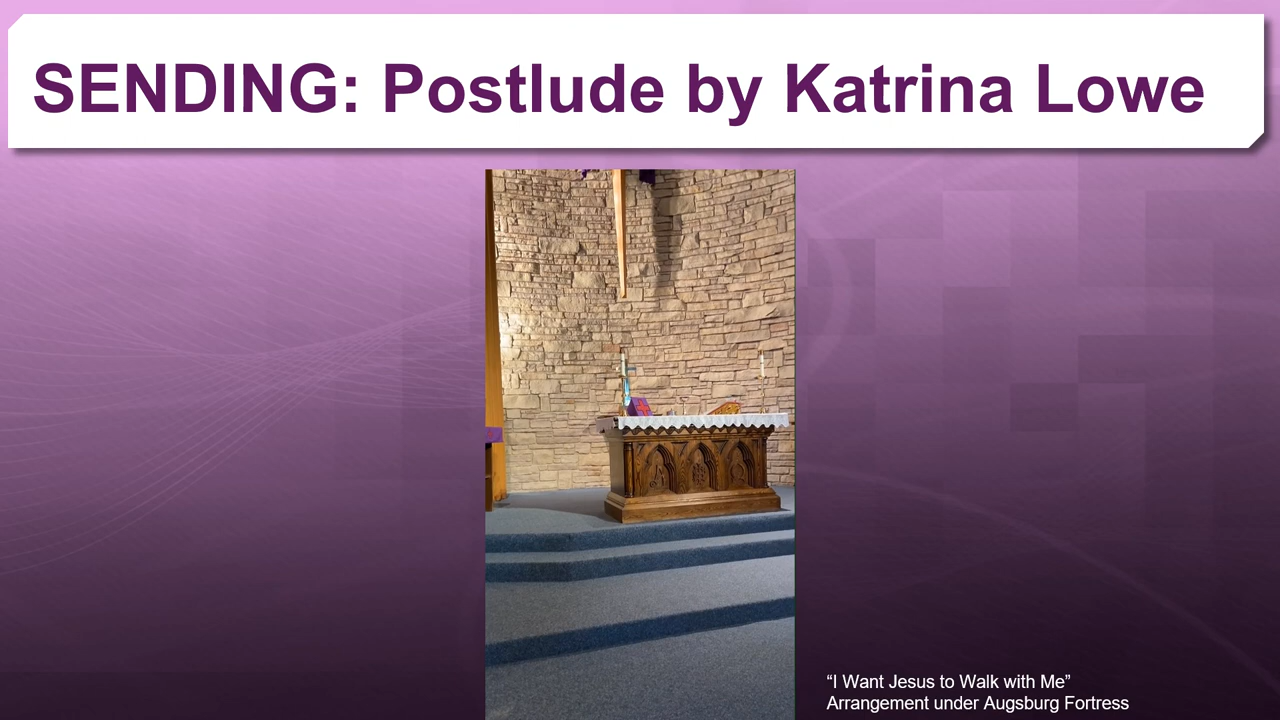 SENDING: Postlude by Katrina Lowe
“I Want Jesus to Walk with Me”
Arrangement under Augsburg Fortress